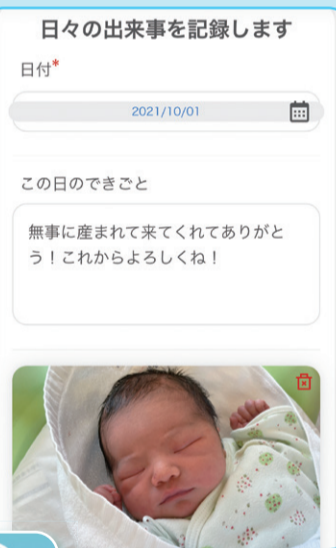 日々の出来事を記録します
日付*
2021/10/01
この日のできごと
無事に産まれて来てくれてありがと
う！これからよろしくね！